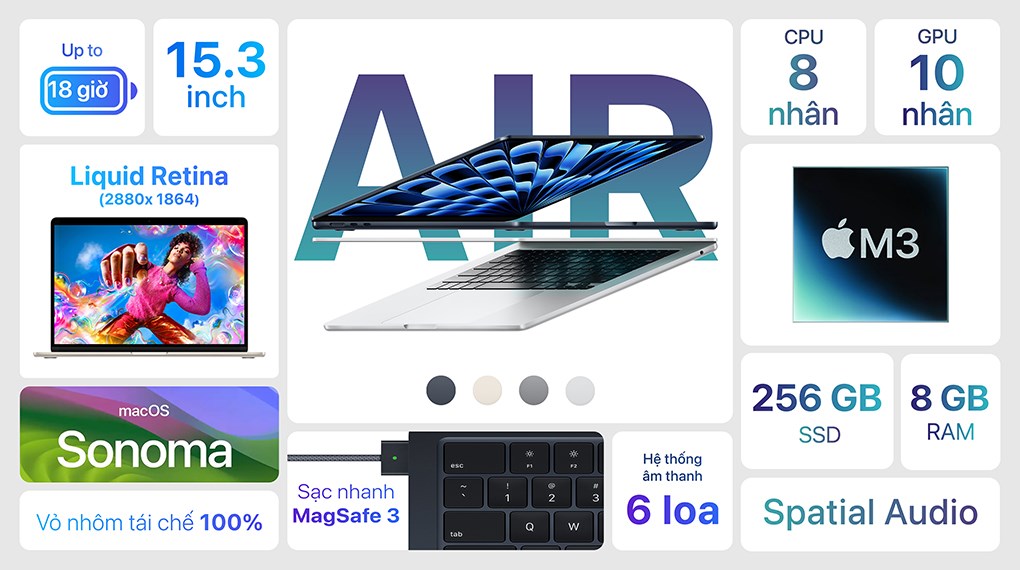 Up to
18 giờ
15.3
inch
AIR
CPU
8
nhân
GPU
10
nhân
Liquid Retina
(2880x 1864)
M3
macOS
Sonoma
256 GB
SSD
8 GB
RAM
Vỏ nhôm tái chế 100%
Sạc nhanh
MagSafe 3
esc
F1
F2
~
`
!
1
@
2
#
3
tab
Q
W
Hệ thống
âm thanh
6 loa
Spatial Audio